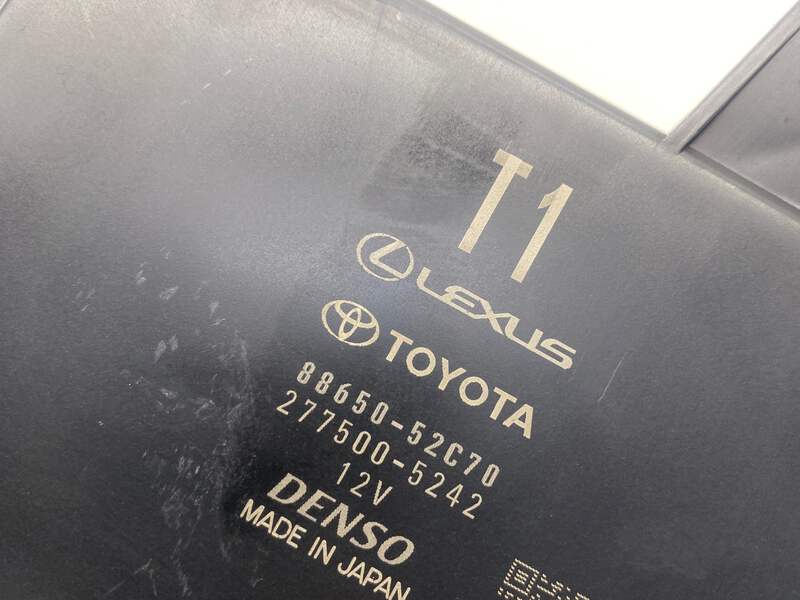 T1
LEXUS
TOYOTA
88650-52C70
277500-5242
12V
DENSO
MADE IN JAPAN